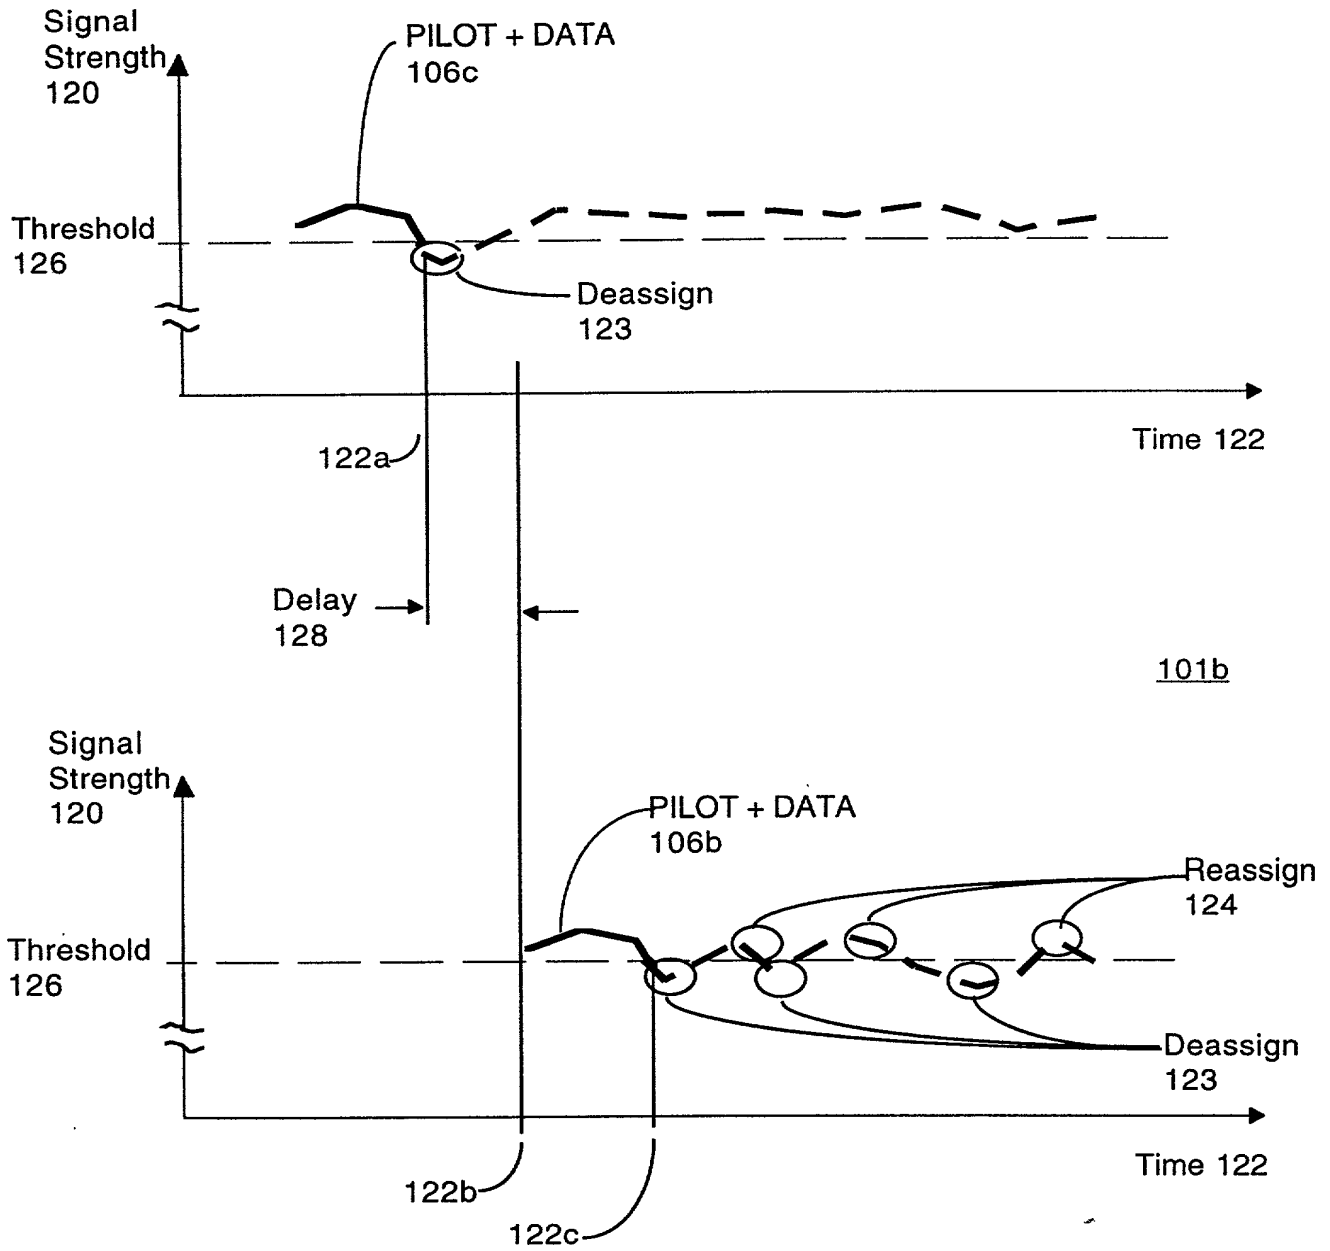 Signal
Strength
120
PILOT + DATA
106c
Threshold
126
Deassign
123
122a
Time 122
Delay
128
101b
Signal
Strength
120
PILOT + DATA
106b
Reassign
124
Threshold
126
Deassign
123
Time 122
122b
122c